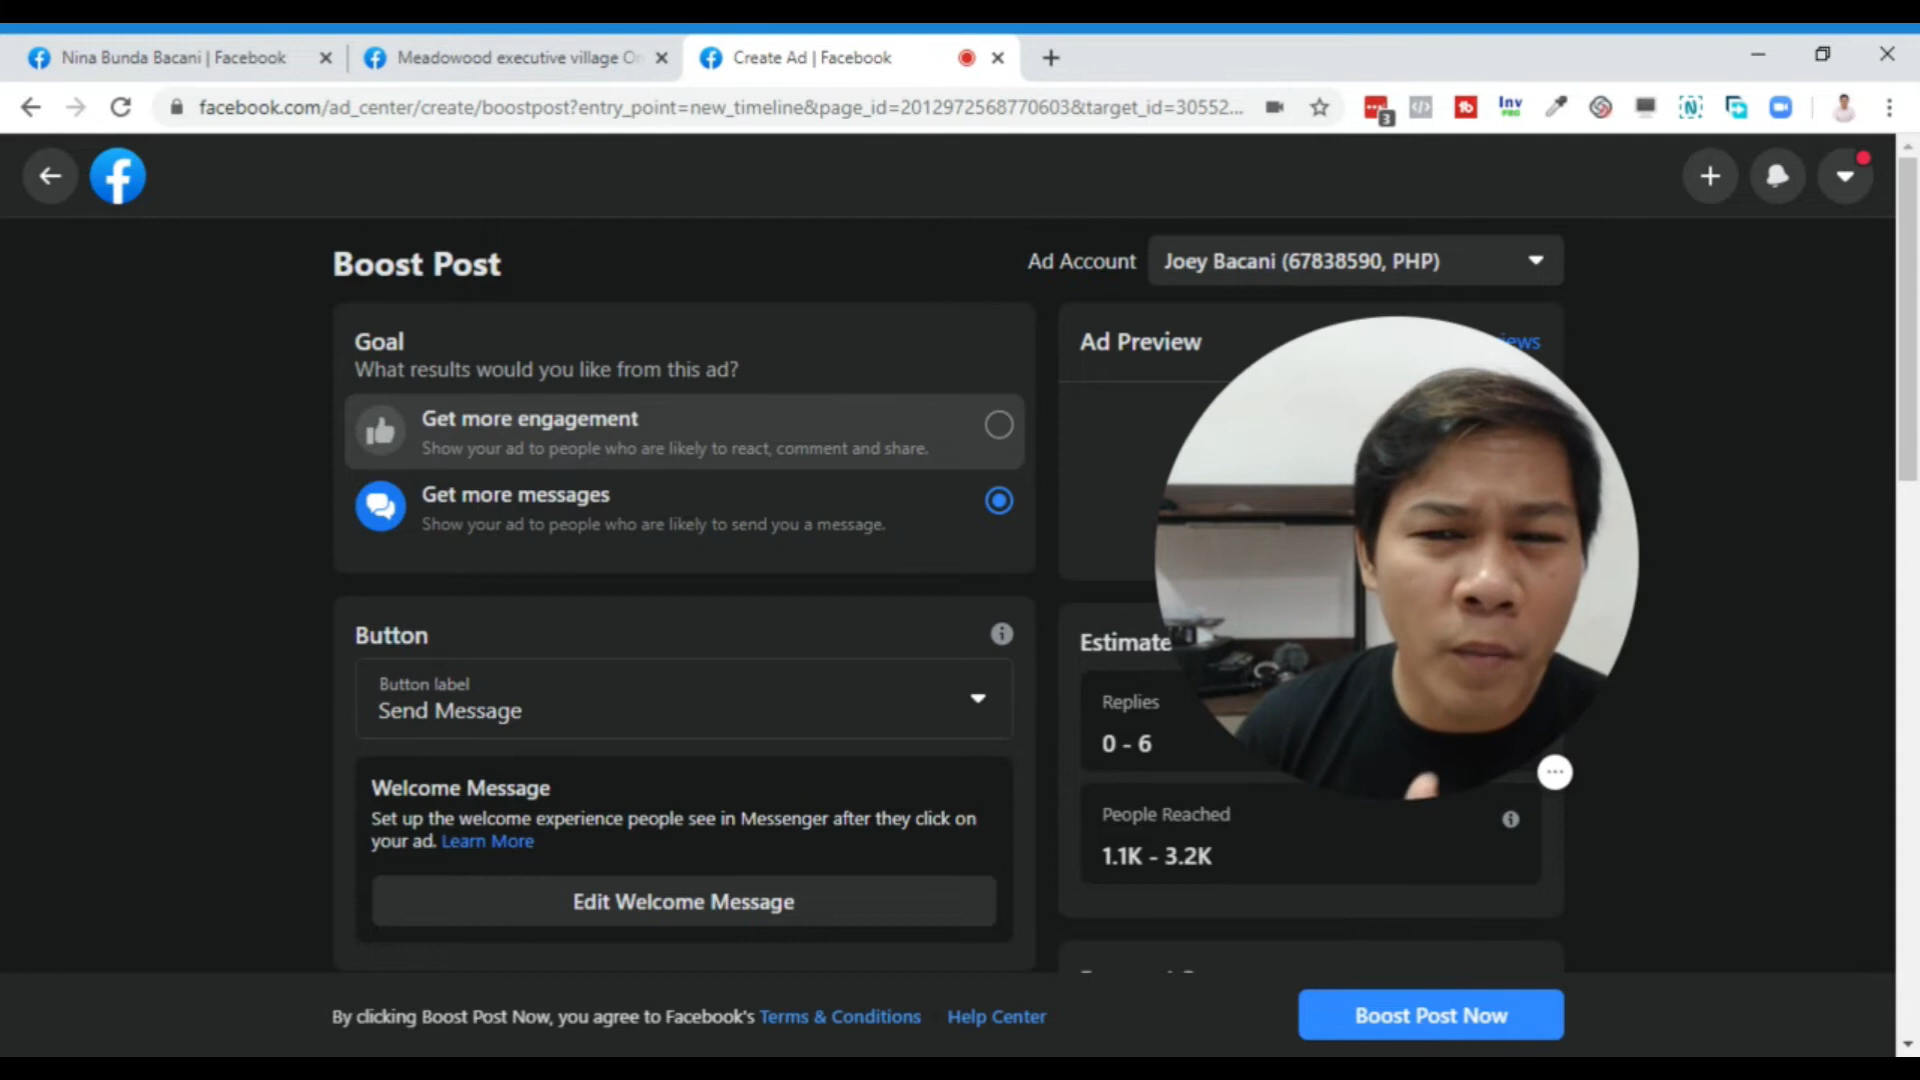 Nina Bunda Bacani | Facebook
Meadowood executive village On
Create Ad | Facebook
facebook.com/ad_center/create/boostpost?entry_point=new_timeline&page_id=2012972568770603&target_id=30552...
3
Inv
Boost Post
Ad Account
Joey Bacani (67838590, PHP)
Goal
What results would you like from this ad?
Get more engagement
Show your ad to people who are likely to react, comment and share.
Get more messages
Show your ad to people who are likely to send you a message.
Ad Preview
Button
Button label
Send Message
Welcome Message
Set up the welcome experience people see in Messenger after they click on
your ad. Learn More
Edit Welcome Message
Estimate
Replies
0 - 6
People Reached
1.1K - 3.2K
By clicking Boost Post Now, you agree to Facebook's Terms & Conditions
Help Center
Boost Post Now